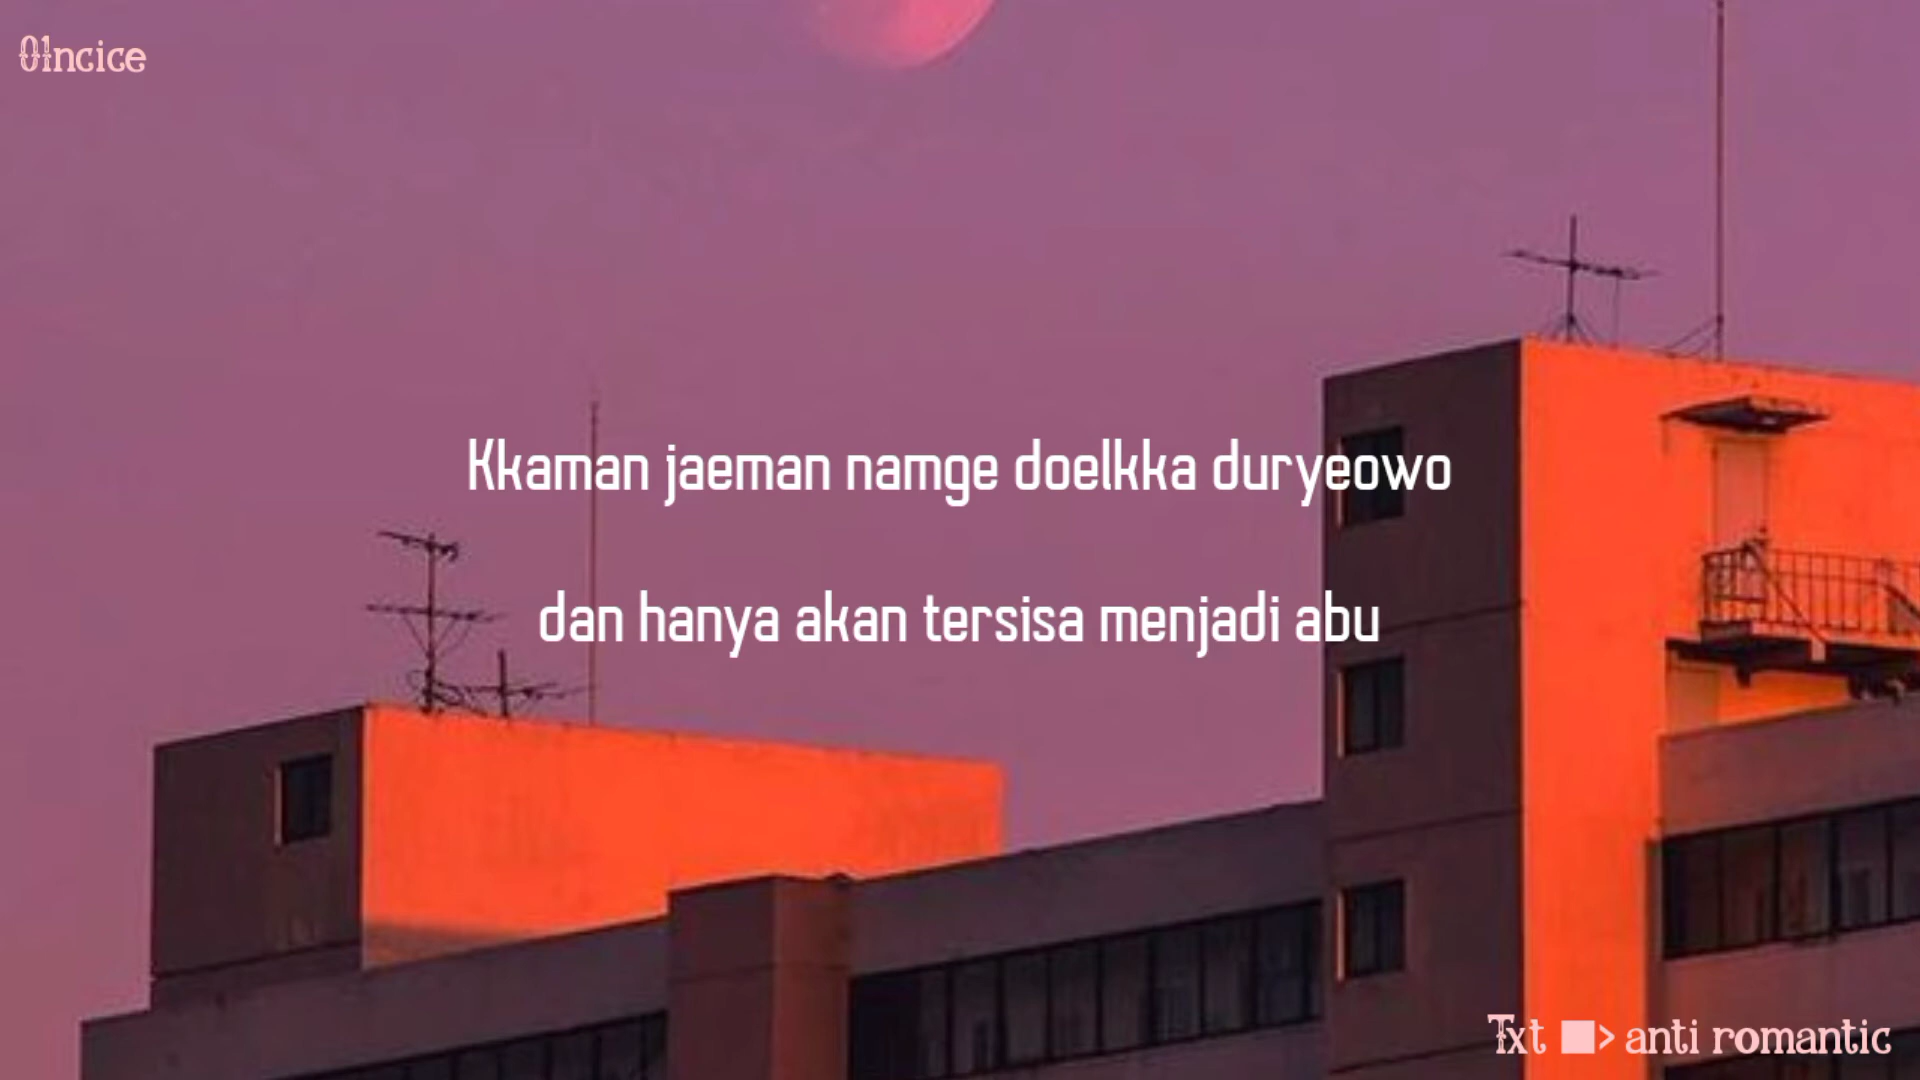 01ncice
Kkaman jaeman namge doelkka duryeowo
dan hanya akan tersisa menjadi abu
Txt > anti romantic